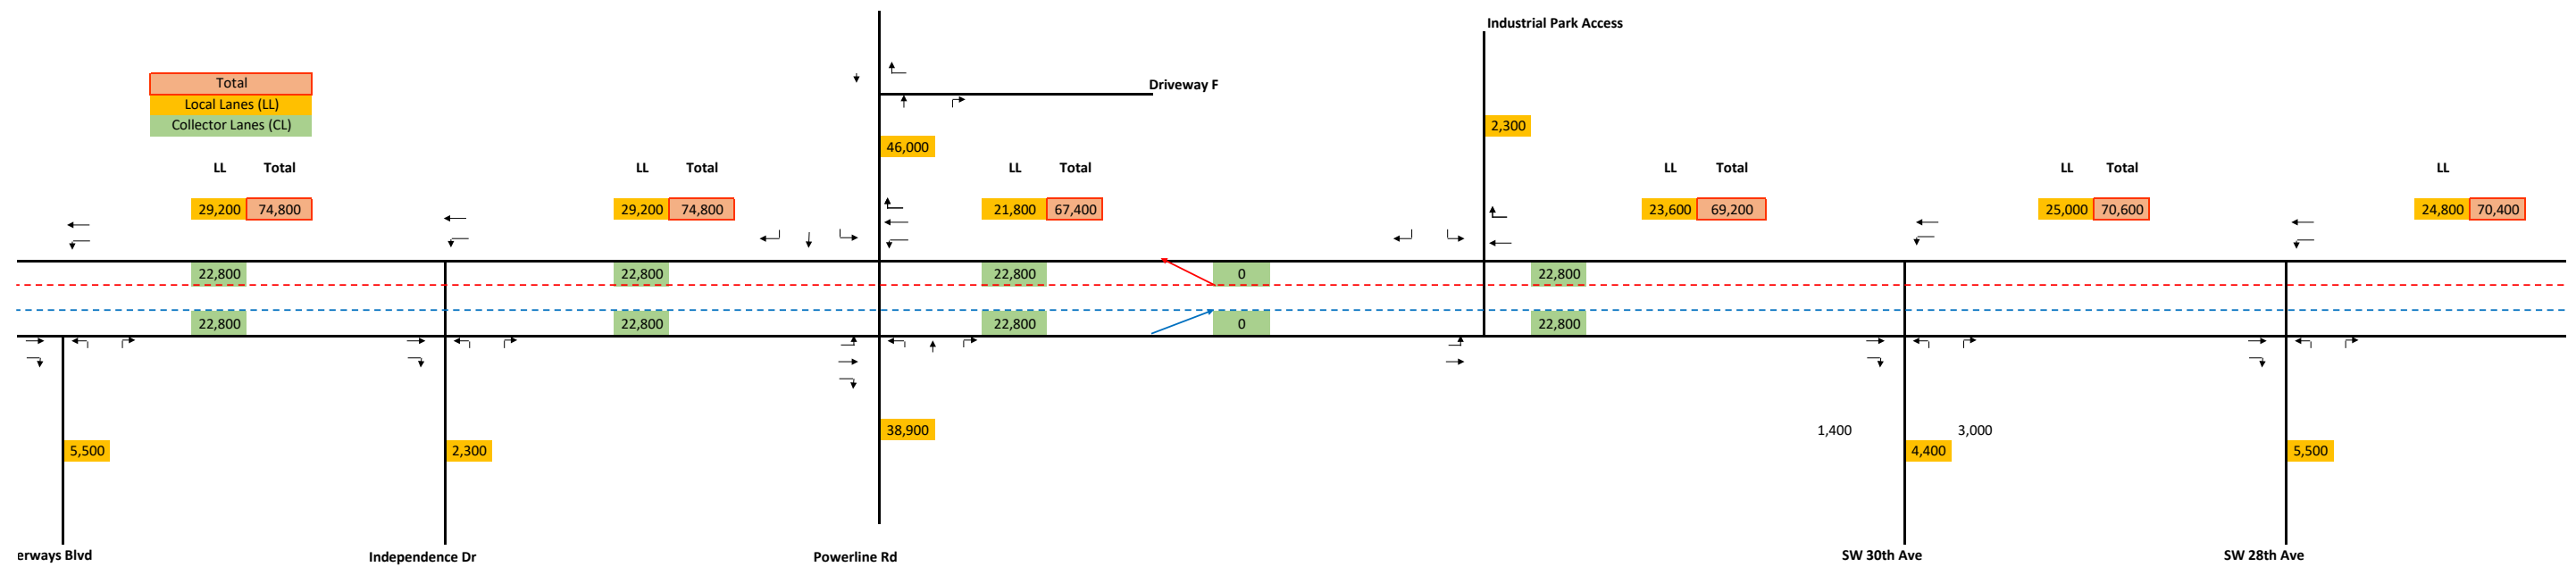 Industrial Park Access
Total
Driveway F
Local Lanes (LL)
Collector Lanes (CL)
2,300
46,000
LL Total LL Total LL Total LL Total LL Total LL
29,200 74,800 29,200 74,800 21,800 67,400 23,600 69,200 25,000 70,600 24,800 70,400
22,800 22,800 22,800 0 22,800
22,800 22,800 22,800 0 22,800
38,900 1,400 3,000
5,500 2,300 4,400 5,500
erways Blvd Independence Dr Powerline Rd SW 30th Ave SW 28th Ave